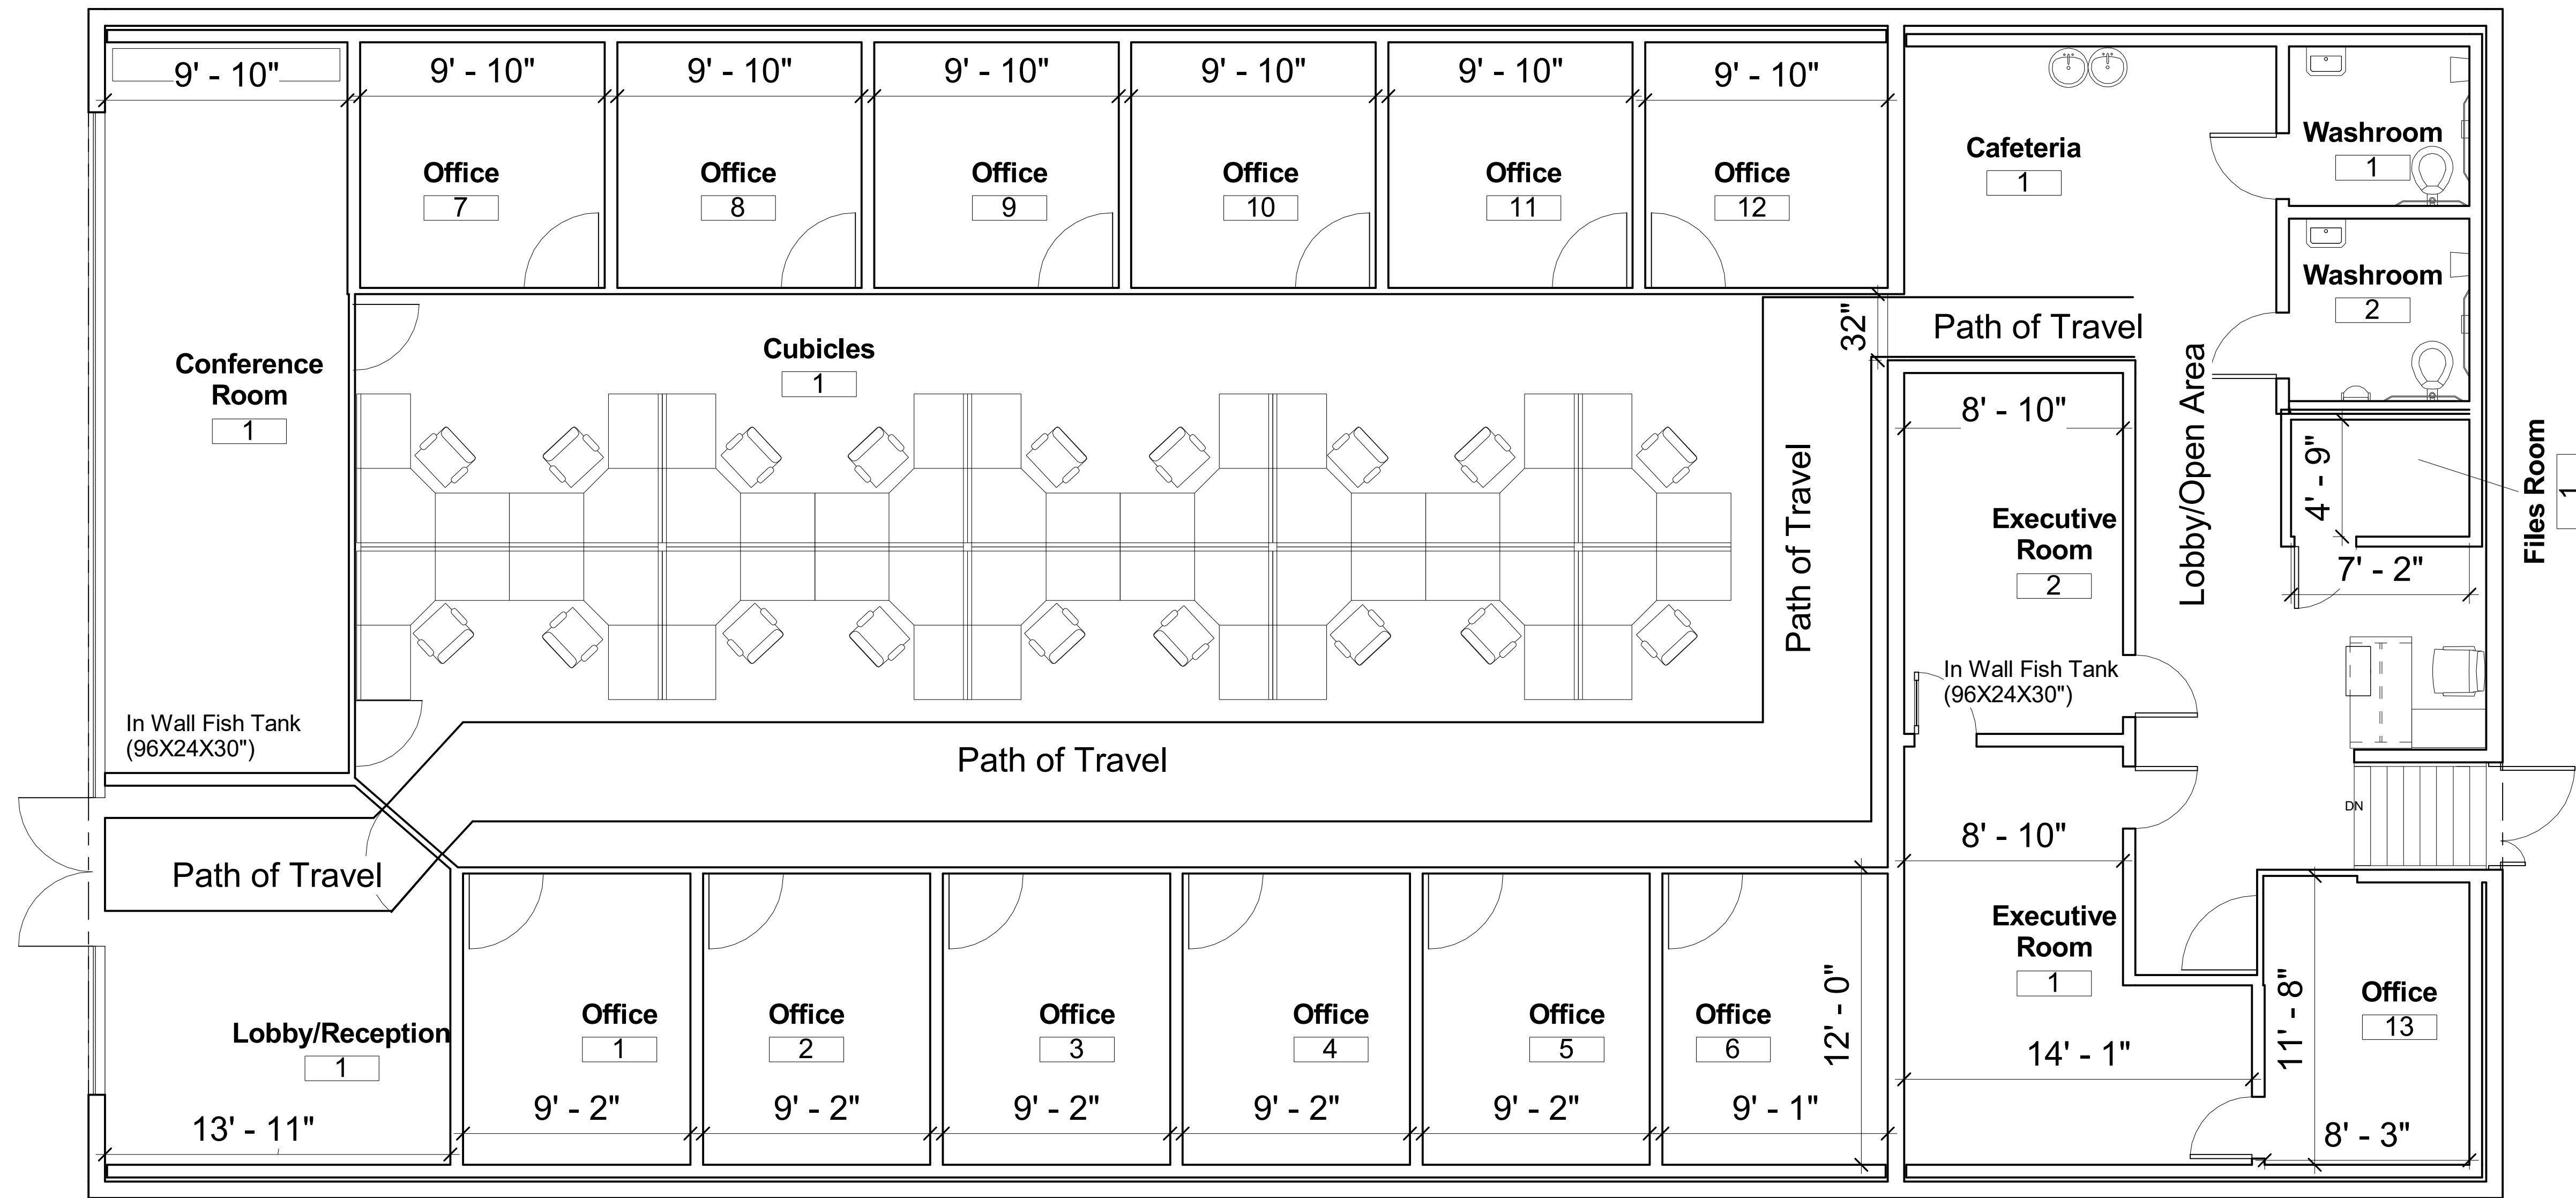 9' - 10"
9' - 10"
9' - 10"
9' - 10"
9' - 10"
9' - 10"
9' - 10"
Office
7
Office
8
Office
9
Office
10
Office
11
Office
12
Cafeteria
1
Washroom
1
Washroom
2
32"
Path of Travel
Cubicles
1
Conference
Room
1
Path of Travel
8' - 10"
Lobby/Open Area
4' - 9"
Files Room
1
7' - 2"
Executive
Room
2
In Wall Fish Tank
(96X24X30")
In Wall Fish Tank
(96X24X30")
Path of Travel
DN
8' - 10"
Path of Travel
Executive
Room
1
Lobby/Reception
1
Office
1
Office
2
Office
3
Office
4
Office
5
Office
6
12' - 0"
11' - 8"
Office
13
14' - 1"
13' - 11"
9' - 2"
9' - 2"
9' - 2"
9' - 2"
9' - 2"
9' - 1"
8' - 3"